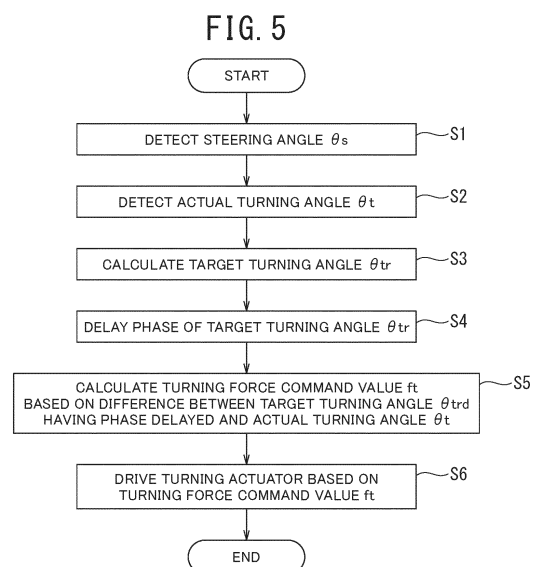 FIG. 5
START
DETECT STEERING ANGLE θs
S1
DETECT ACTUAL TURNING ANGLE θt
S2
CALCULATE TARGET TURNING ANGLE θtr
S3
DELAY PHASE OF TARGET TURNING ANGLE θtr
S4
CALCULATE TURNING FORCE COMMAND VALUE ft
BASED ON DIFFERENCE BETWEEN TARGET TURNING ANGLE θtrd
HAVING PHASE DELAYED AND ACTUAL TURNING ANGLE θt
S5
DRIVE TURNING ACTUATOR BASED ON
TURNING FORCE COMMAND VALUE ft
S6
END